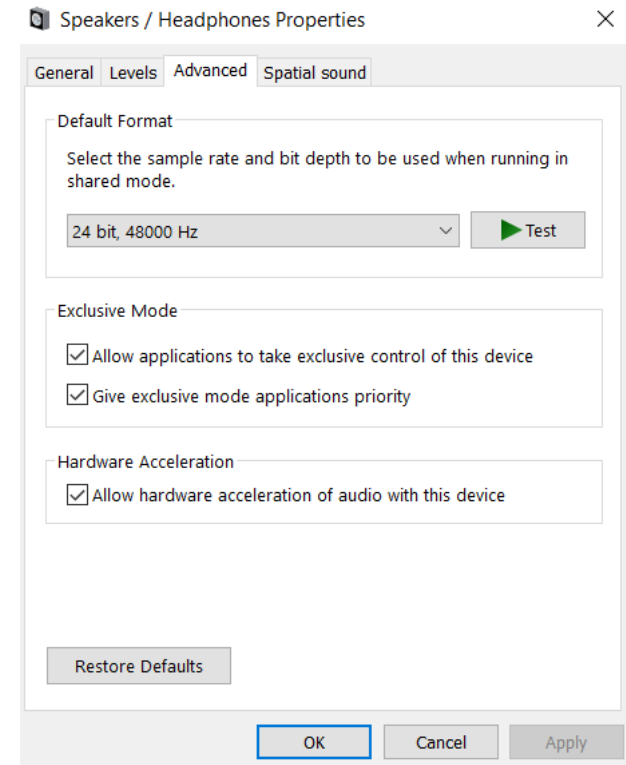 Speakers / Headphones Properties
General Levels Advanced Spatial sound
Default Format
Select the sample rate and bit depth to be used when running in
shared mode.
24 bit, 48000 Hz
Test
Exclusive Mode
Allow applications to take exclusive control of this device
Give exclusive mode applications priority
Hardware Acceleration
Allow hardware acceleration of audio with this device
Restore Defaults
OK Cancel Apply